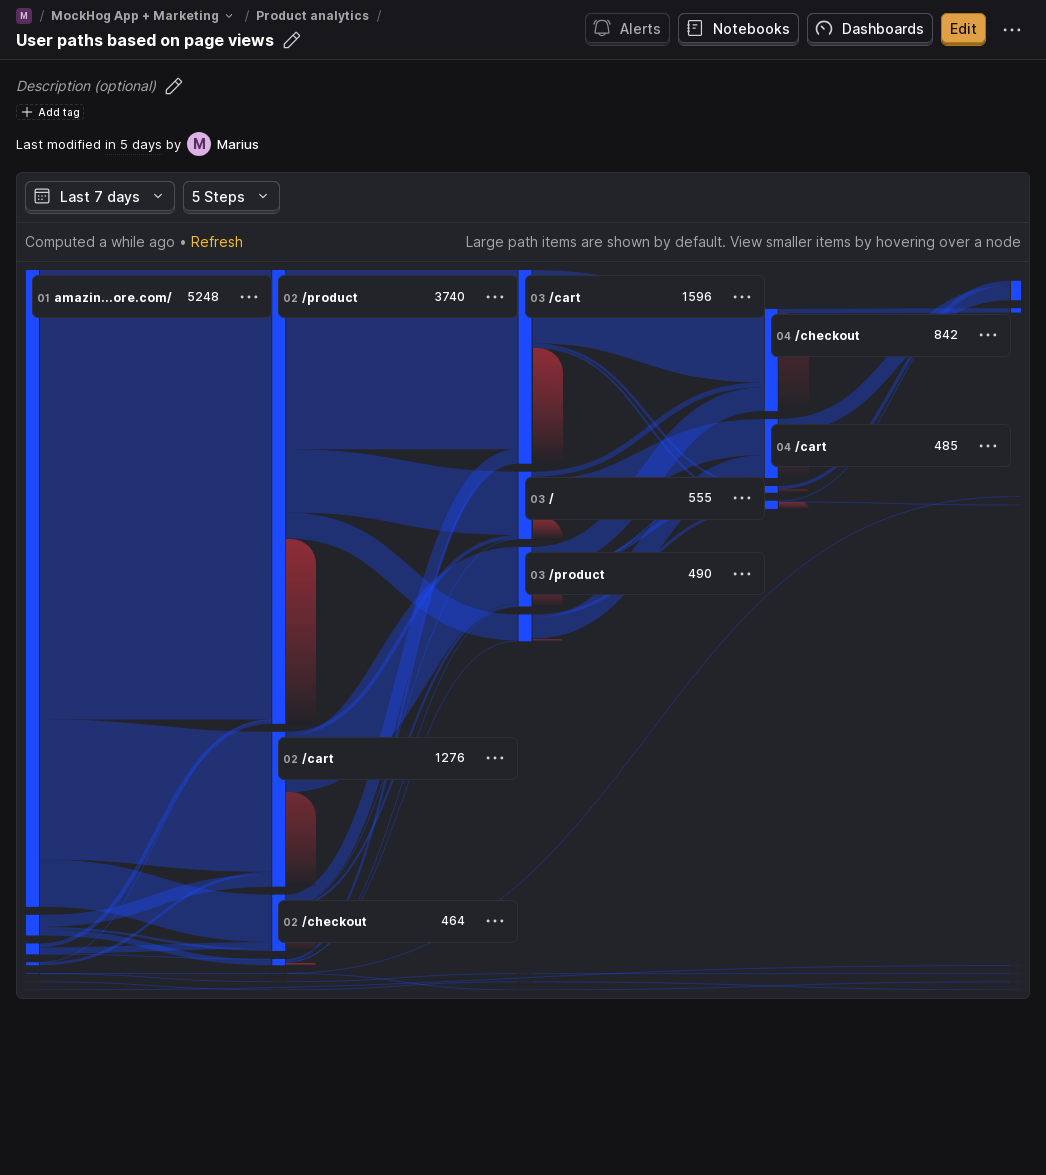 M / MockHog App + Marketing / Product analytics /
User paths based on page views
Alerts Notebooks Dashboards Edit
Description (optional)
Add tag
Last modified in 5 days by M Marius
Last 7 days 5 Steps
Computed a while ago • Refresh
Large path items are shown by default. View smaller items by hovering over a node
01 amazin...ore.com/ 5248
02 /product 3740
03 /cart 1596
04 /checkout 842
04 /cart 485
03 / 555
03 /product 490
02 /cart 1276
02 /checkout 464